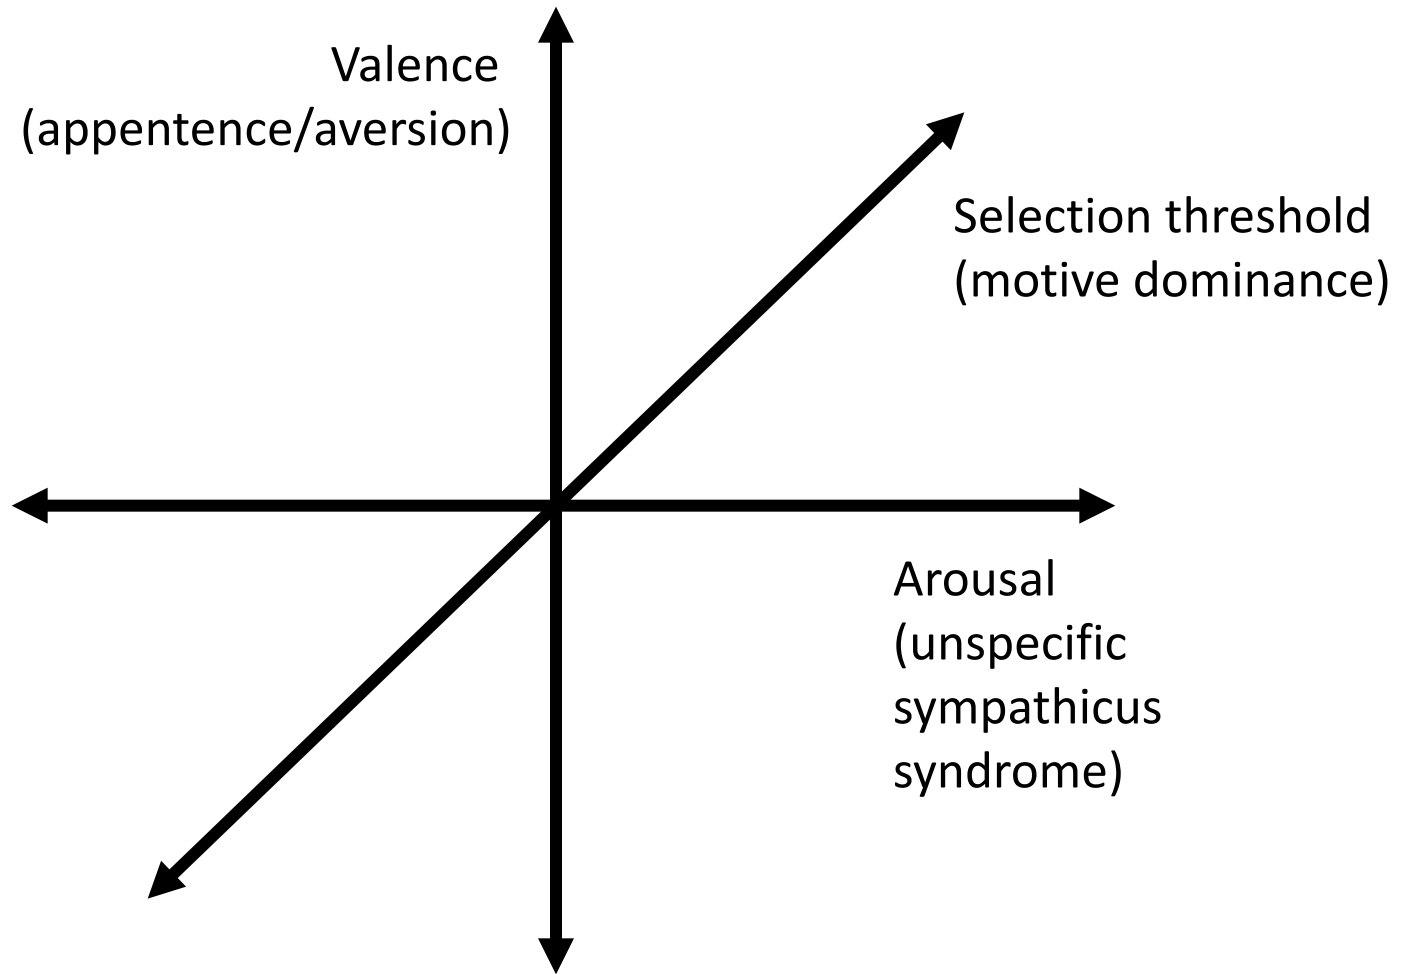 Valence
(appentence/aversion)
Selection threshold
(motive dominance)
Arousal
(unspecific
sympathicus
syndrome)